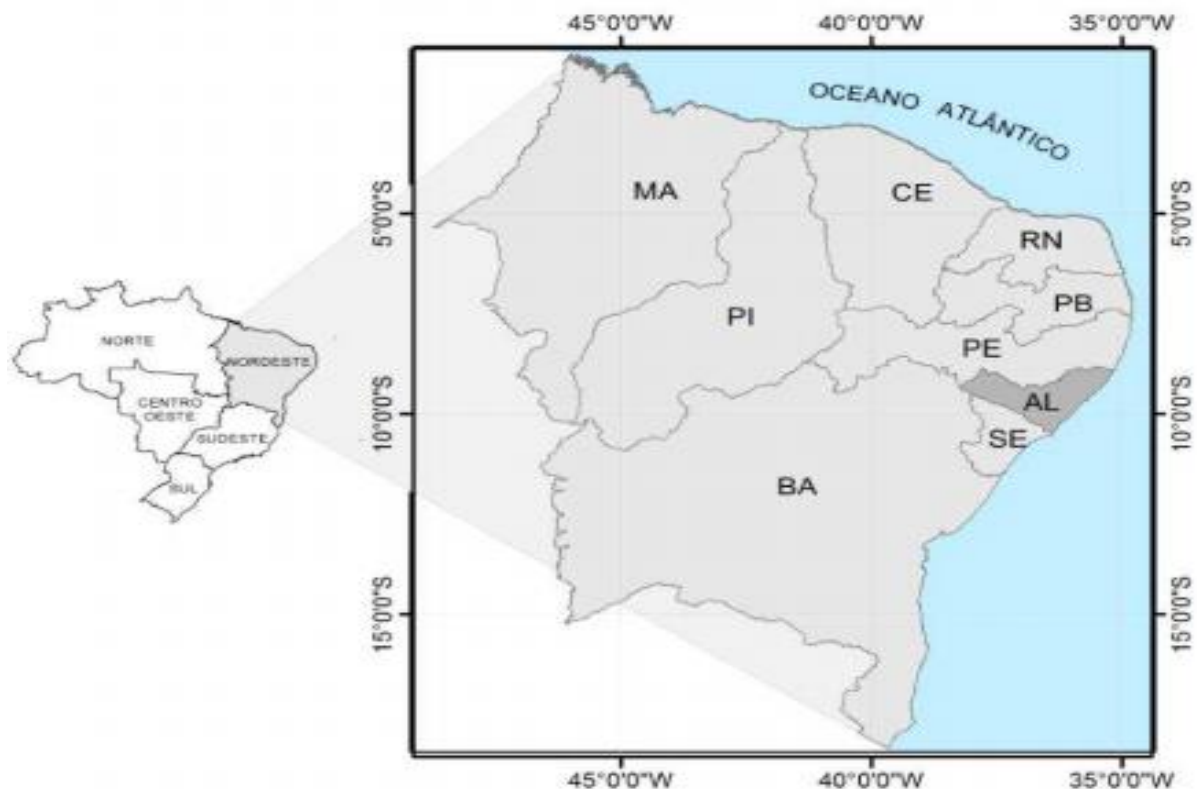 45°0'0"W 40°0'0"W 35°0'0"W
OCEANO ATLÂNTICO
MA
CE
5°0'0"S 5°0'0"S
RN
PB
PI
NORTE
PE
NORDESTE
AL
CENTRO
OESTE
10°0'0"S 10°0'0"S
SUDESTE
SE
SUL
BA
15°0'0"S 15°0'0"S
45°0'0"W 40°0'0"W 35°0'0"W